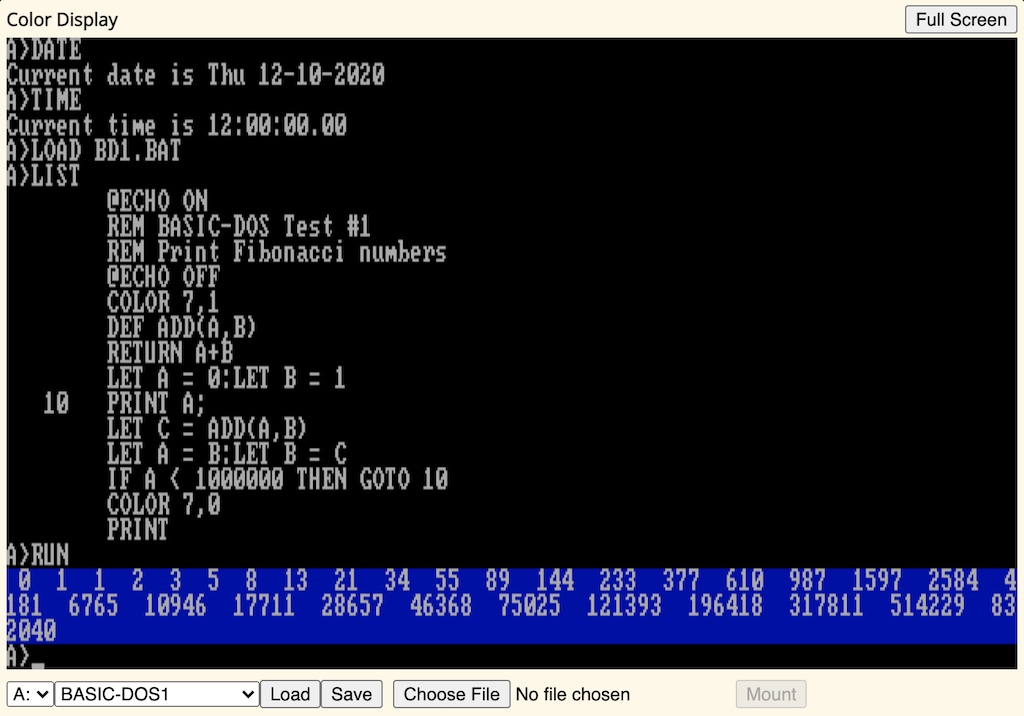 Color Display Full Screen
A>DATE
Current date is Thu 12-10-2020
A>TIME
Current time is 12:00:00.00
A>LOAD BD1.BAT
A>LIST
@ECHO ON
REM BASIC-DOS Test #1
REM Print Fibonacci numbers
@ECHO OFF
COLOR 7,1
DEF ADD(A,B)
RETURN A+B
LET A = 0:LET B = 1
10 PRINT A;
LET C = ADD(A,B)
LET A = B:LET B = C
IF A < 1000000 THEN GOTO 10
COLOR 7,0
PRINT
A>RUN
0 1 1 2 3 5 8 13 21 34 55 89 144 233 377 610 987 1597 2584 4
181 6765 10946 17711 28657 46368 75025 121393 196418 317811 514229 83
2040
A>_
A: BASIC-DOS1 Load Save Choose File No file chosen Mount